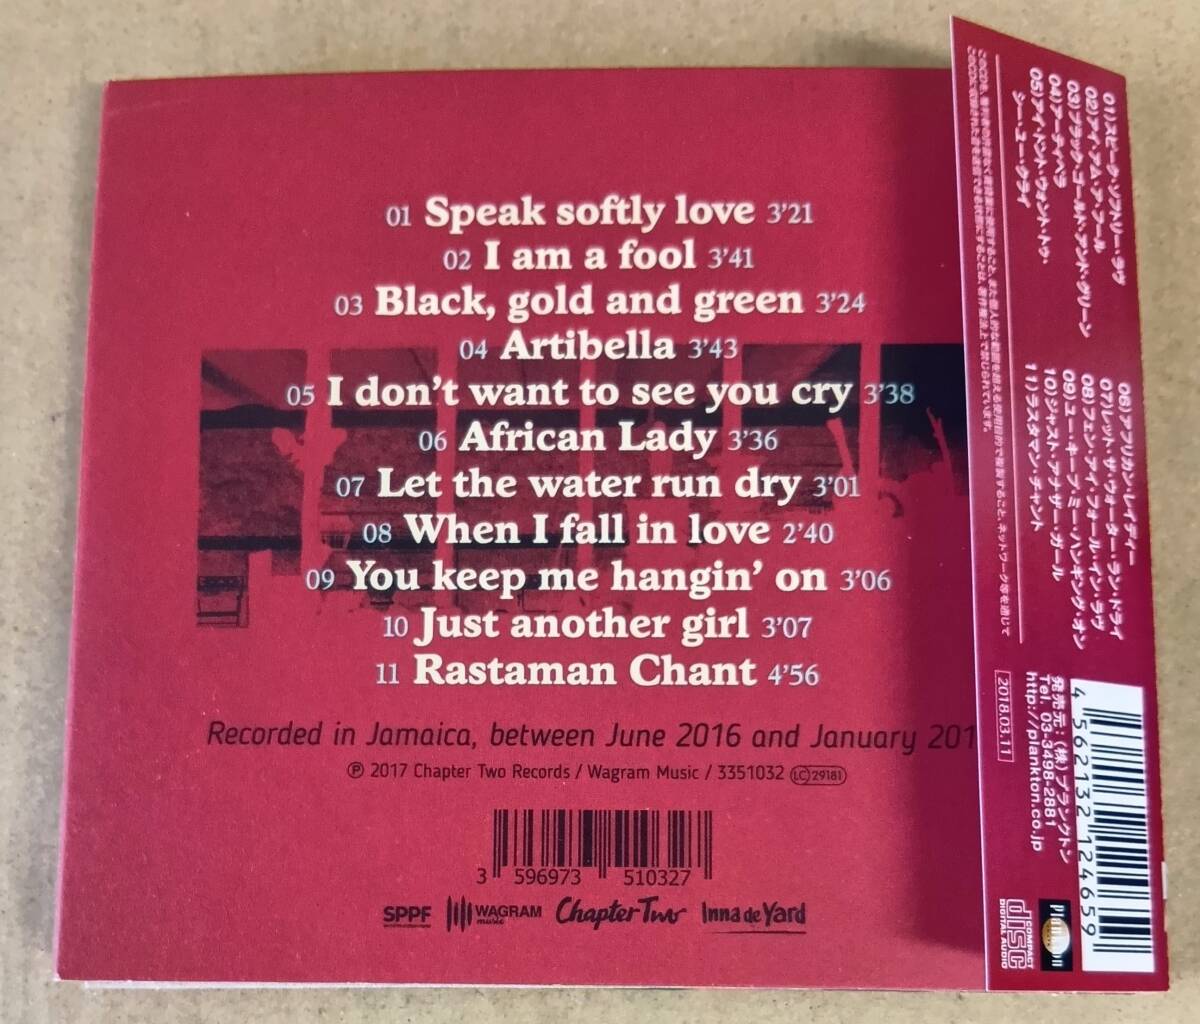 01 Speak softly love 3'21
02 I am a fool 3'41
03 Black, gold and green 3'24
04 Artibella 3'43
05 I don't want to see you cry 3'38
06 African Lady 3'36
07 Let the water run dry 3'01
08 When I fall in love 2'40
09 You keep me hangin' on 3'06
10 Just another girl 3'07
11 Rastaman Chant 4'56
Recorded in Jamaica, between June 2016 and January 201
℗ 2017 Chapter Two Records / Wagram Music / 3351032 LC 29181
3 596973 510327
SPPF WAGRAM music Chapter Two Inna de Yard
01)スピーク・ソフトリー・ラヴ
02)アイ・アム・ア・フール
03)ブラック・ゴールド・アンド・グリーン
04)アーティベラ
05)アイ・ドント・ウォント・トゥ・
シー・ユー・クライ
06)アフリカン・レイディー
07)レット・ザ・ウォーター・ラン・ドライ
08)フェン・アイ・フォール・イン・ラヴ
09)ユー・キープ・ミー・ハンギング・オン
10)ジャスト・アナザー・ガール
11)ラスタマン・チャント
2018.03.11
発売元:(株)プランクトン
Tel. 03-3498-2881
http://plankton.co.jp
4 562132 124659
COMPACT disc DIGITAL AUDIO
plankton